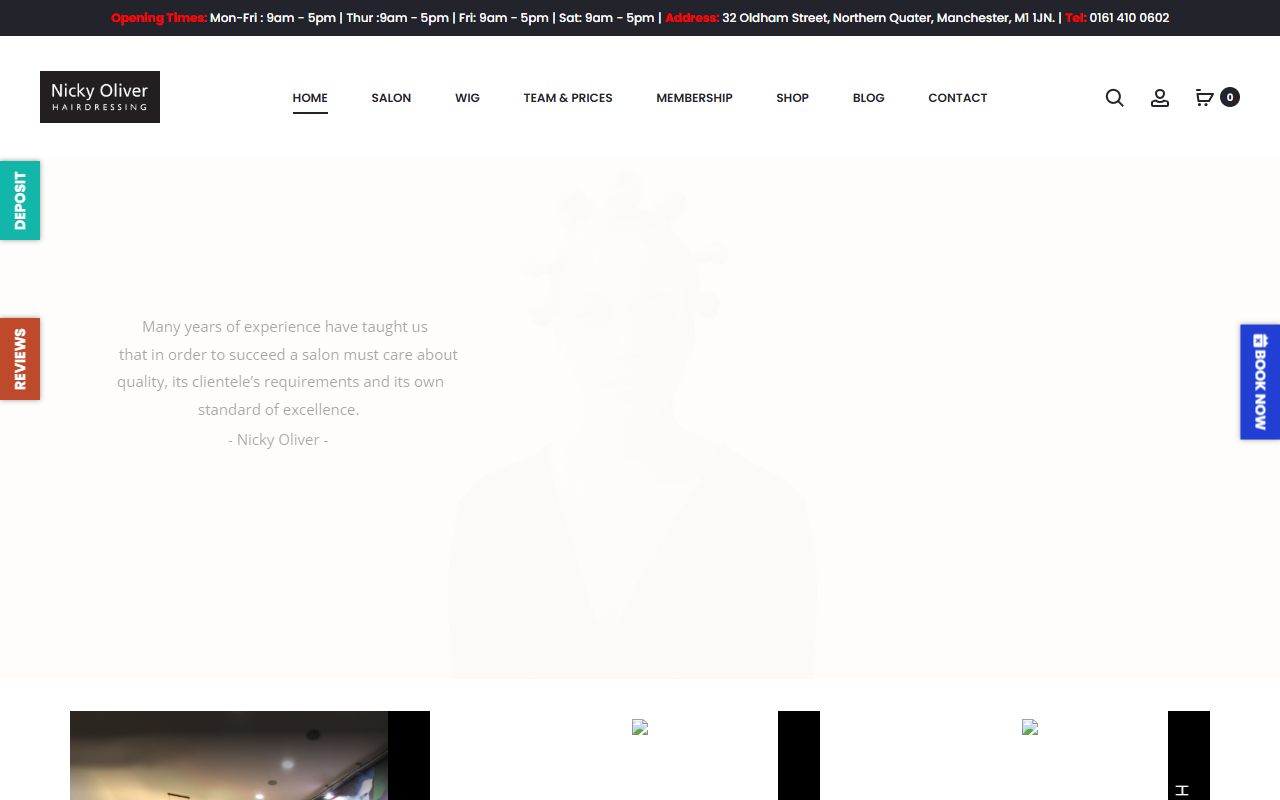 Opening Times: Mon-Fri : 9am - 5pm | Thur :9am - 5pm | Fri: 9am - 5pm | Sat: 9am - 5pm | Address: 32 Oldham Street, Northern Quater, Manchester, M1 1JN. | Tel: 0161 410 0602
Nicky Oliver
HAIRDRESSING
HOME SALON WIG TEAM & PRICES MEMBERSHIP SHOP BLOG CONTACT
0
DEPOSIT
REVIEWS
BOOK NOW
Many years of experience have taught us
that in order to succeed a salon must care about
quality, its clientele’s requirements and its own
standard of excellence.
- Nicky Oliver -
H